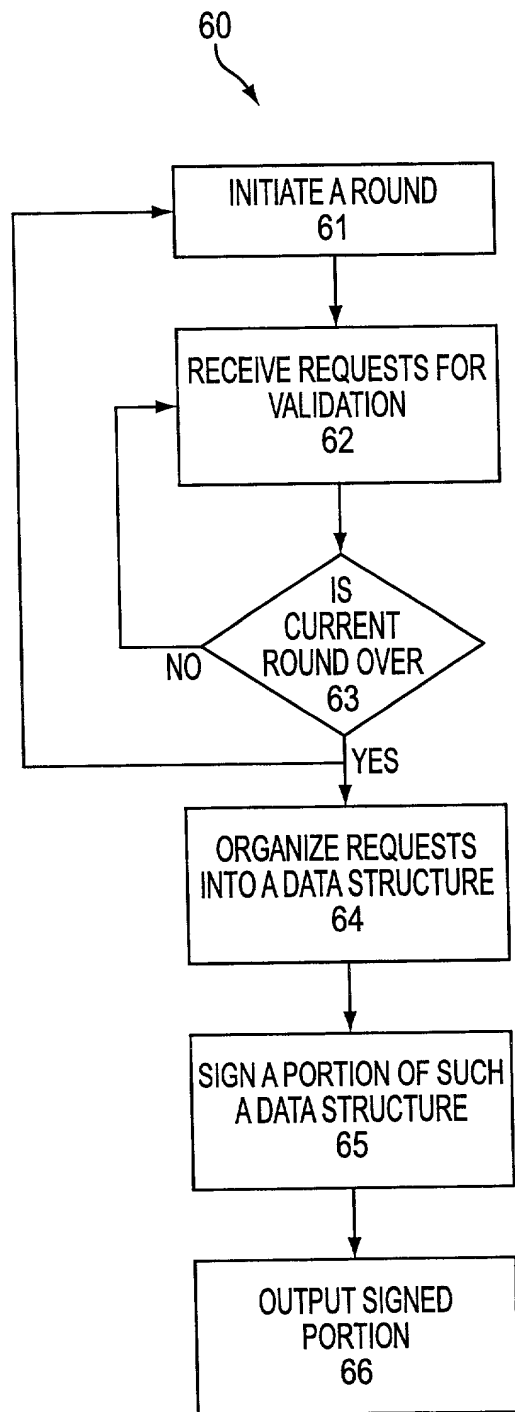 60
INITIATE A ROUND
61
RECEIVE REQUESTS FOR
VALIDATION
62
IS
CURRENT
ROUND OVER
63
NO
YES
ORGANIZE REQUESTS
INTO A DATA STRUCTURE
64
SIGN A PORTION OF SUCH
A DATA STRUCTURE
65
OUTPUT SIGNED
PORTION
66